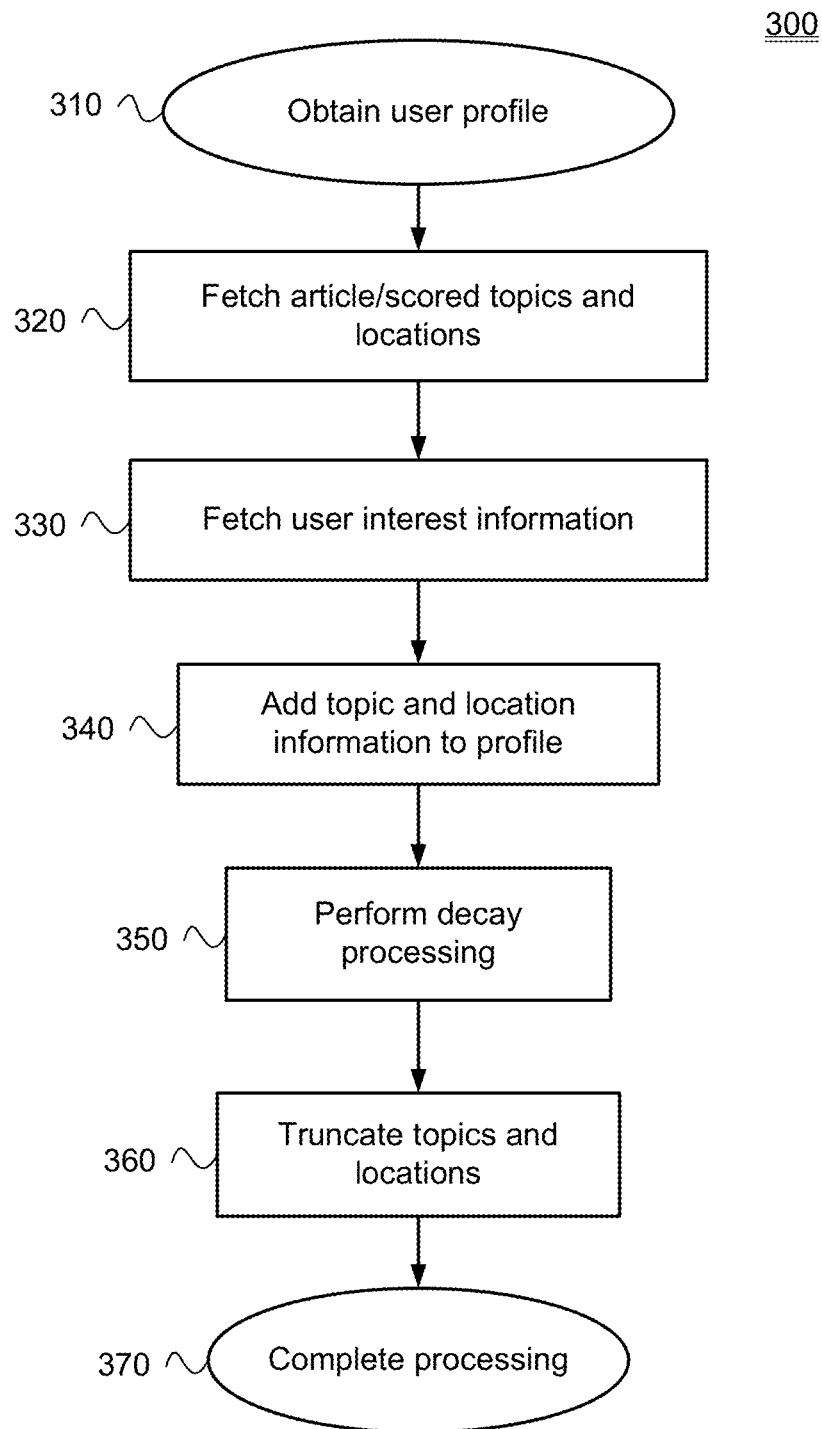 300
310
Obtain user profile
320
Fetch article/scored topics and
locations
330
Fetch user interest information
340
Add topic and location
information to profile
350
Perform decay
processing
360
Truncate topics and
locations
370
Complete processing